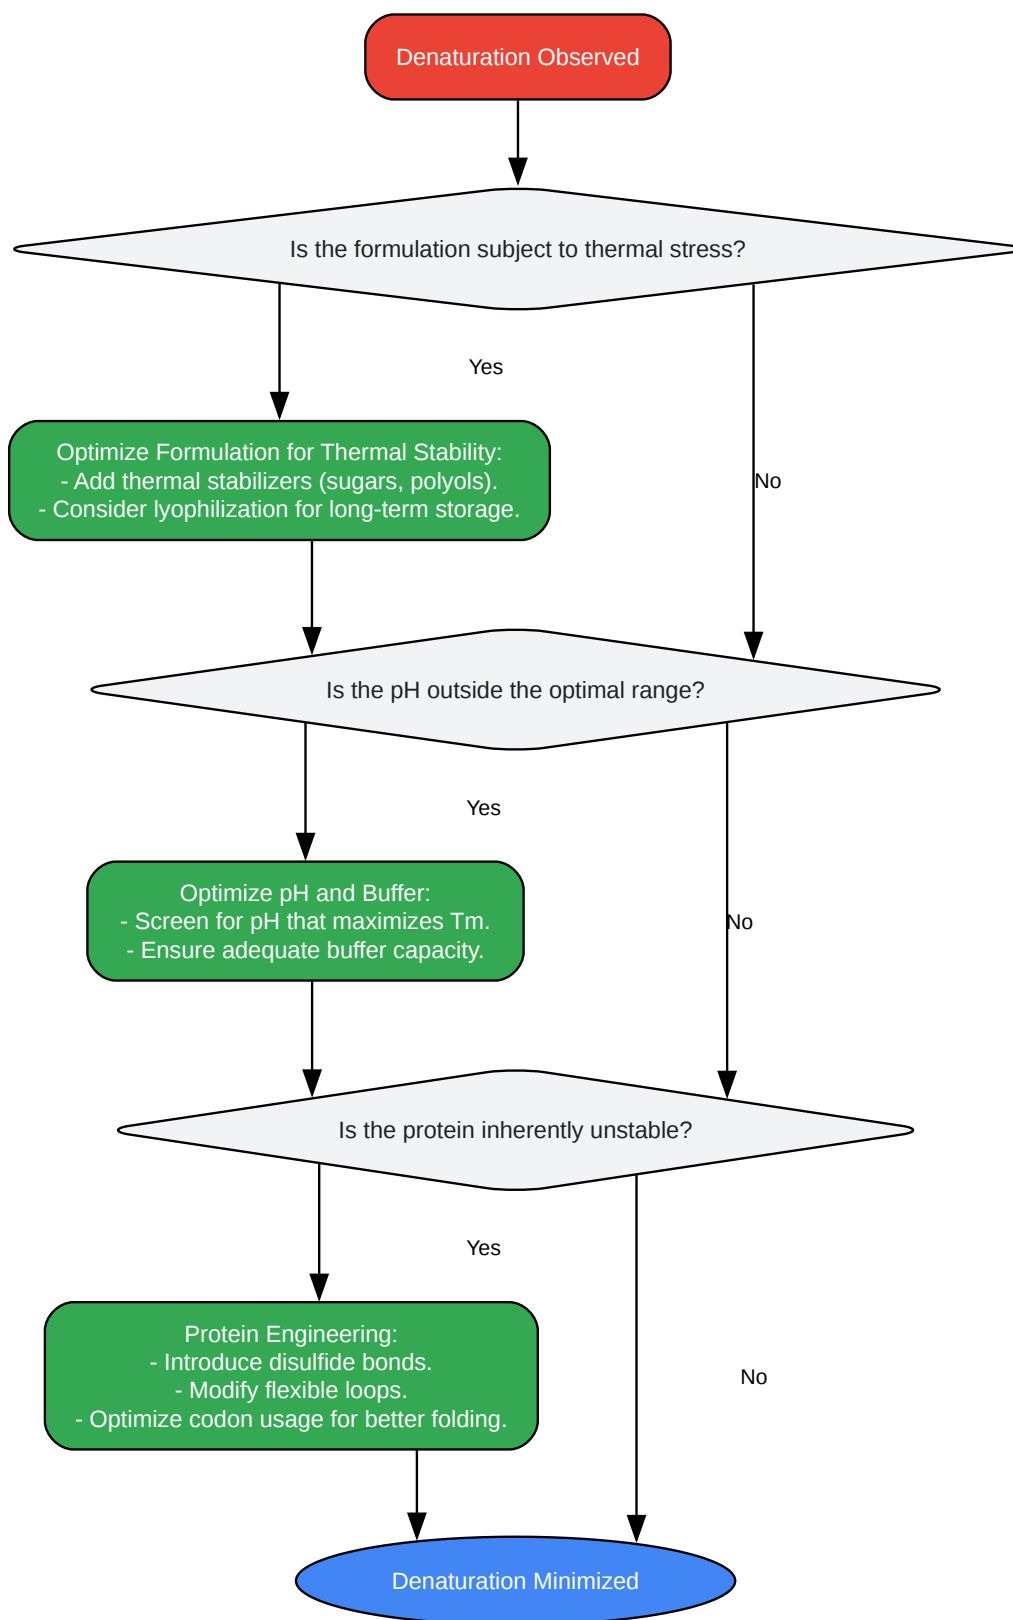 Denaturation Observed
Is the formulation subject to thermal stress?
Yes
Optimize Formulation for Thermal Stability:
- Add thermal stabilizers (sugars, polyols).
- Consider lyophilization for long-term storage.
No
Is the pH outside the optimal range?
Yes
Optimize pH and Buffer:
- Screen for pH that maximizes Tm.
- Ensure adequate buffer capacity.
No
Is the protein inherently unstable?
Yes
Protein Engineering:
- Introduce disulfide bonds.
- Modify flexible loops.
- Optimize codon usage for better folding.
No
Denaturation Minimized